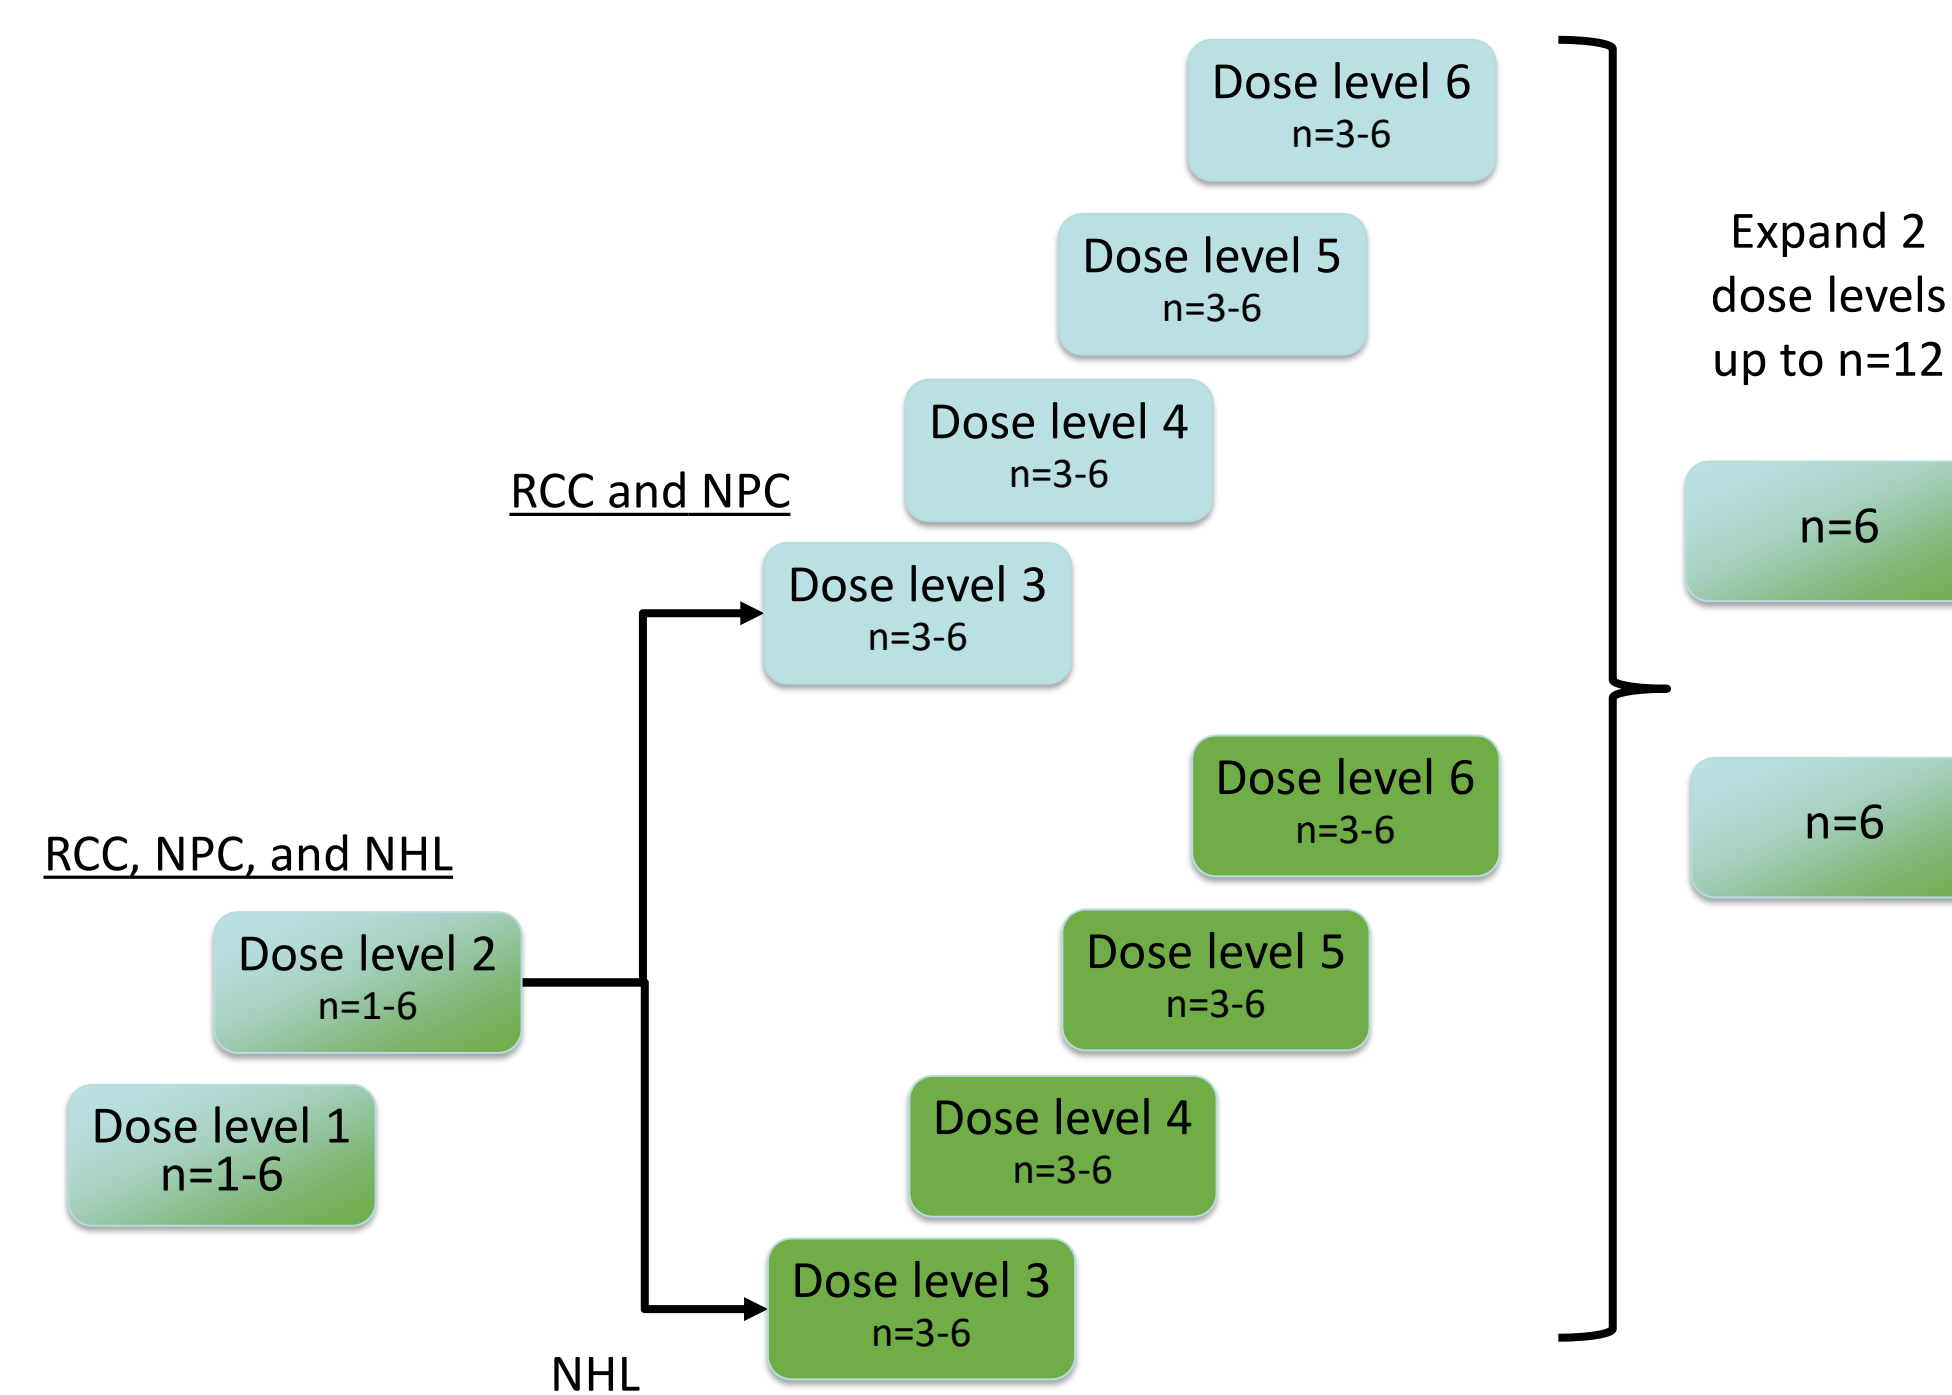 Dose level 6
n=3-6
Dose level 5
n=3-6
Dose level 4
n=3-6
RCC and NPC
Dose level 3
n=3-6
Expand 2
dose levels
up to n=12
n=6
n=6
RCC, NPC, and NHL
Dose level 2
n=1-6
Dose level 1
n=1-6
Dose level 6
n=3-6
Dose level 5
n=3-6
Dose level 4
n=3-6
Dose level 3
n=3-6
NHL